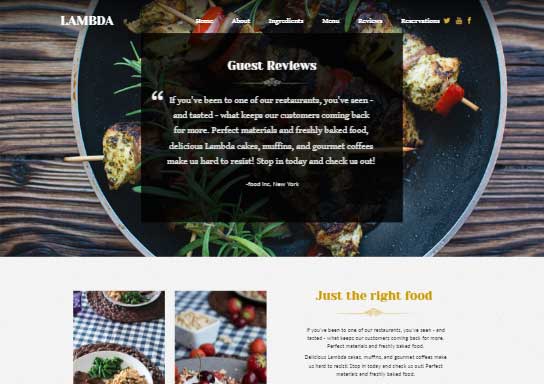 LAMBDA
Home About Ingredients Menu Reviews Reservations
Guest Reviews
“
If you've been to one of our restaurants, you've seen -
and tasted - what keeps our customers coming back
for more. Perfect materials and freshly baked food,
delicious Lambda cakes, muffins, and gourmet coffees
make us hard to resist! Stop in today and check us out!
-food inc, New York
Just the right food
If you've been to one of our restaurants, you've seen - and
tasted - what keeps our customers coming back for more.
Perfect materials and freshly baked food.
Delicious Lambda cakes, muffins, and gourmet coffees make
us hard to resist! Stop in today and check us out! Perfect
materials and freshly baked food.